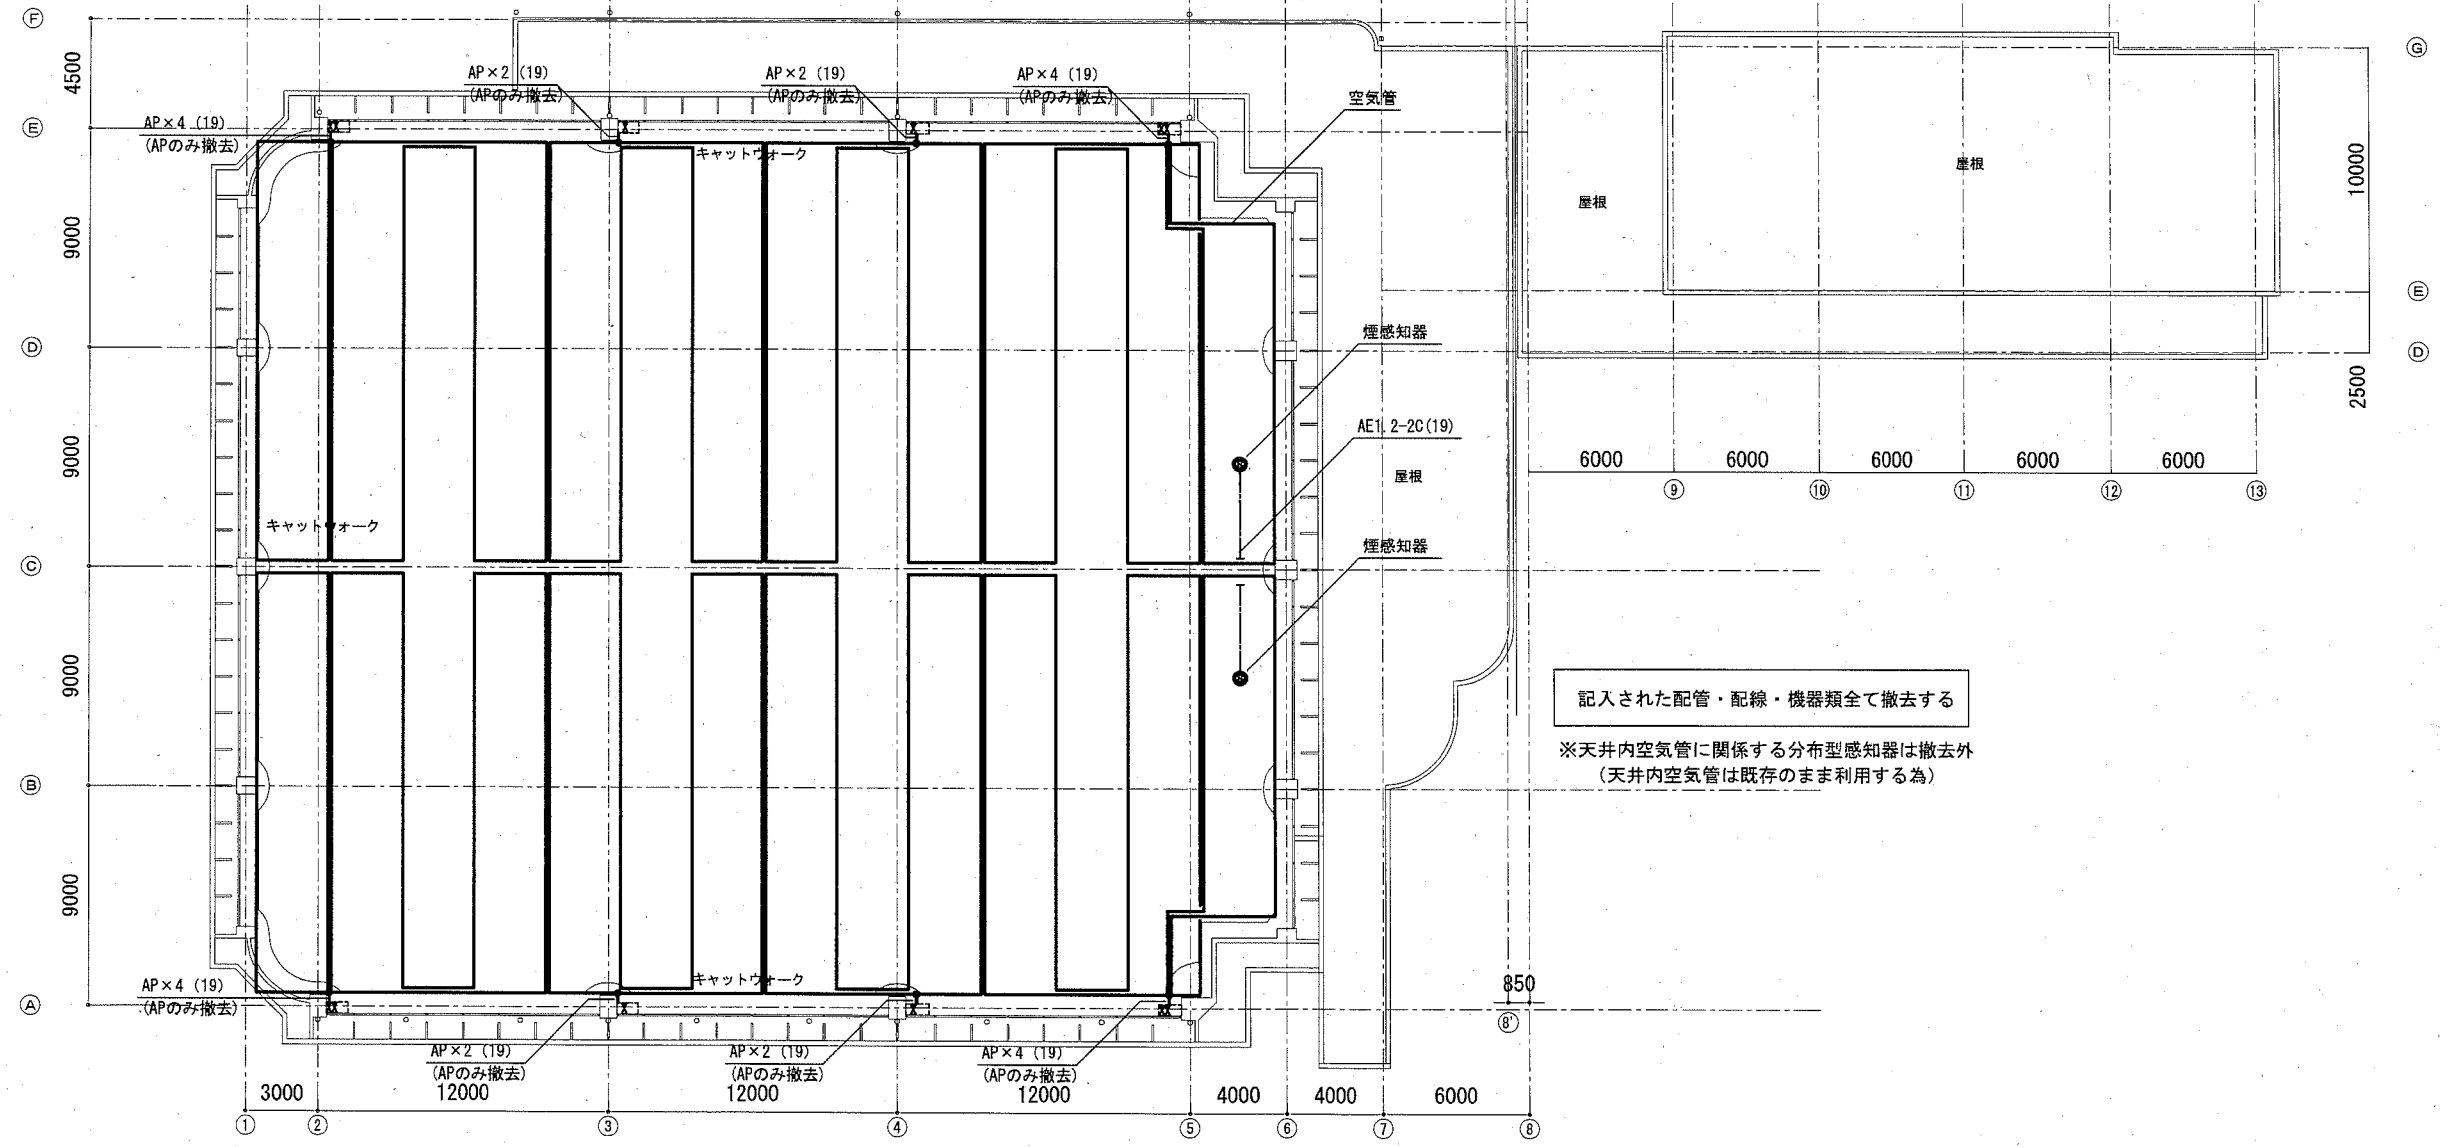 F
G
4500
AP×2 (19)
(APのみ撤去)
AP×2 (19)
(APのみ撤去)
AP×4 (19)
(APのみ撤去)
空気管
E
AP×4 (19)
(APのみ撤去)
キャットウォーク
屋根
屋根
10000
9000
E
煙感知器
D
D
2500
AE1.2-2C(19)
9000
屋根
6000
6000
6000
6000
6000
9
10
11
12
13
キャットウォーク
煙感知器
C
9000
記入された配管・配線・機器類全て撤去する
※天井内空気管に関係する分布型感知器は撤去外
(天井内空気管は既存のまま利用する為)
B
9000
キャットウォーク
AP×4 (19)
(APのみ撤去)
850
A
8'
AP×2 (19)
(APのみ撤去)
AP×2 (19)
(APのみ撤去)
AP×4 (19)
(APのみ撤去)
3000
12000
12000
12000
4000
4000
6000
1
2
3
4
5
6
7
8